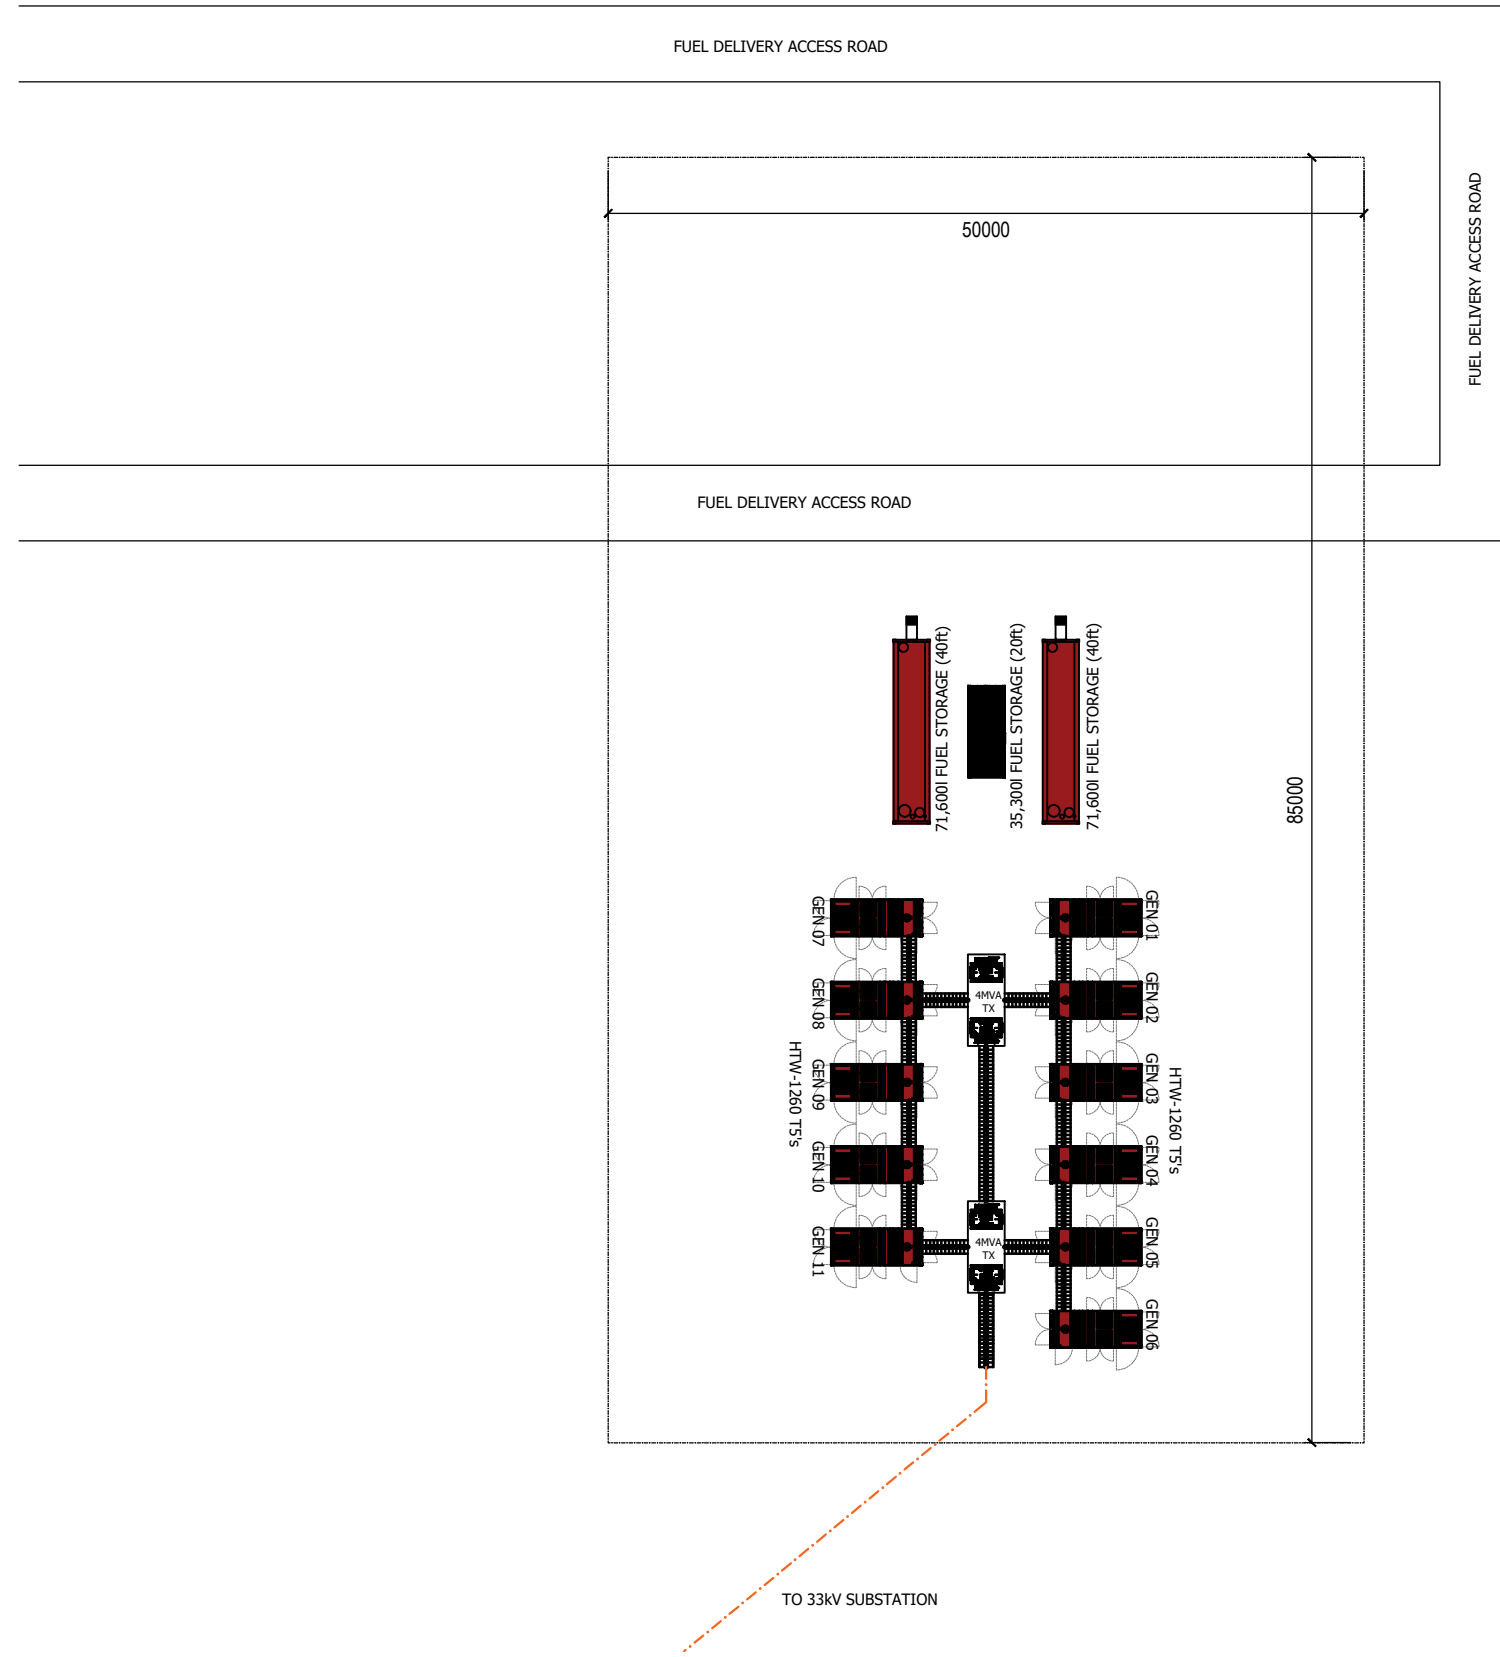 FUEL DELIVERY ACCESS ROAD
FUEL DELIVERY ACCESS ROAD
50000
FUEL DELIVERY ACCESS ROAD
71,600l FUEL STORAGE (40ft)
35,300l FUEL STORAGE (20ft)
71,600l FUEL STORAGE (40ft)
85000
GEN 07
GEN 01
GEN 08
4MVA
TX
GEN 02
HTW-1260 T5's
GEN 09
GEN 03
HTW-1260 T5's
GEN 10
GEN 04
GEN 11
4MVA
TX
GEN 05
GEN 06
TO 33kV SUBSTATION